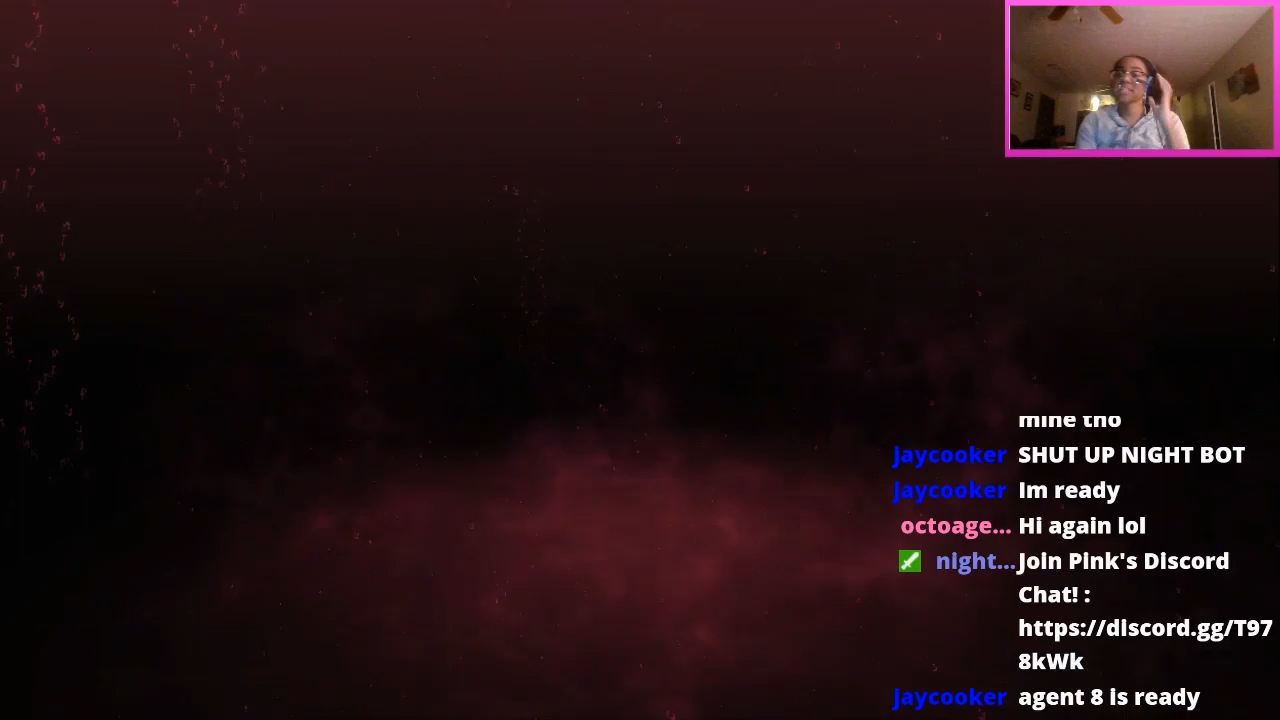 mine tho
Jaycooker SHUT UP NIGHT BOT
Jaycooker Im ready
octoage... Hi again lol
night... Join Pink's Discord
Chat! :
https://discord.gg/T97
8kWk
Jaycooker agent 8 is ready